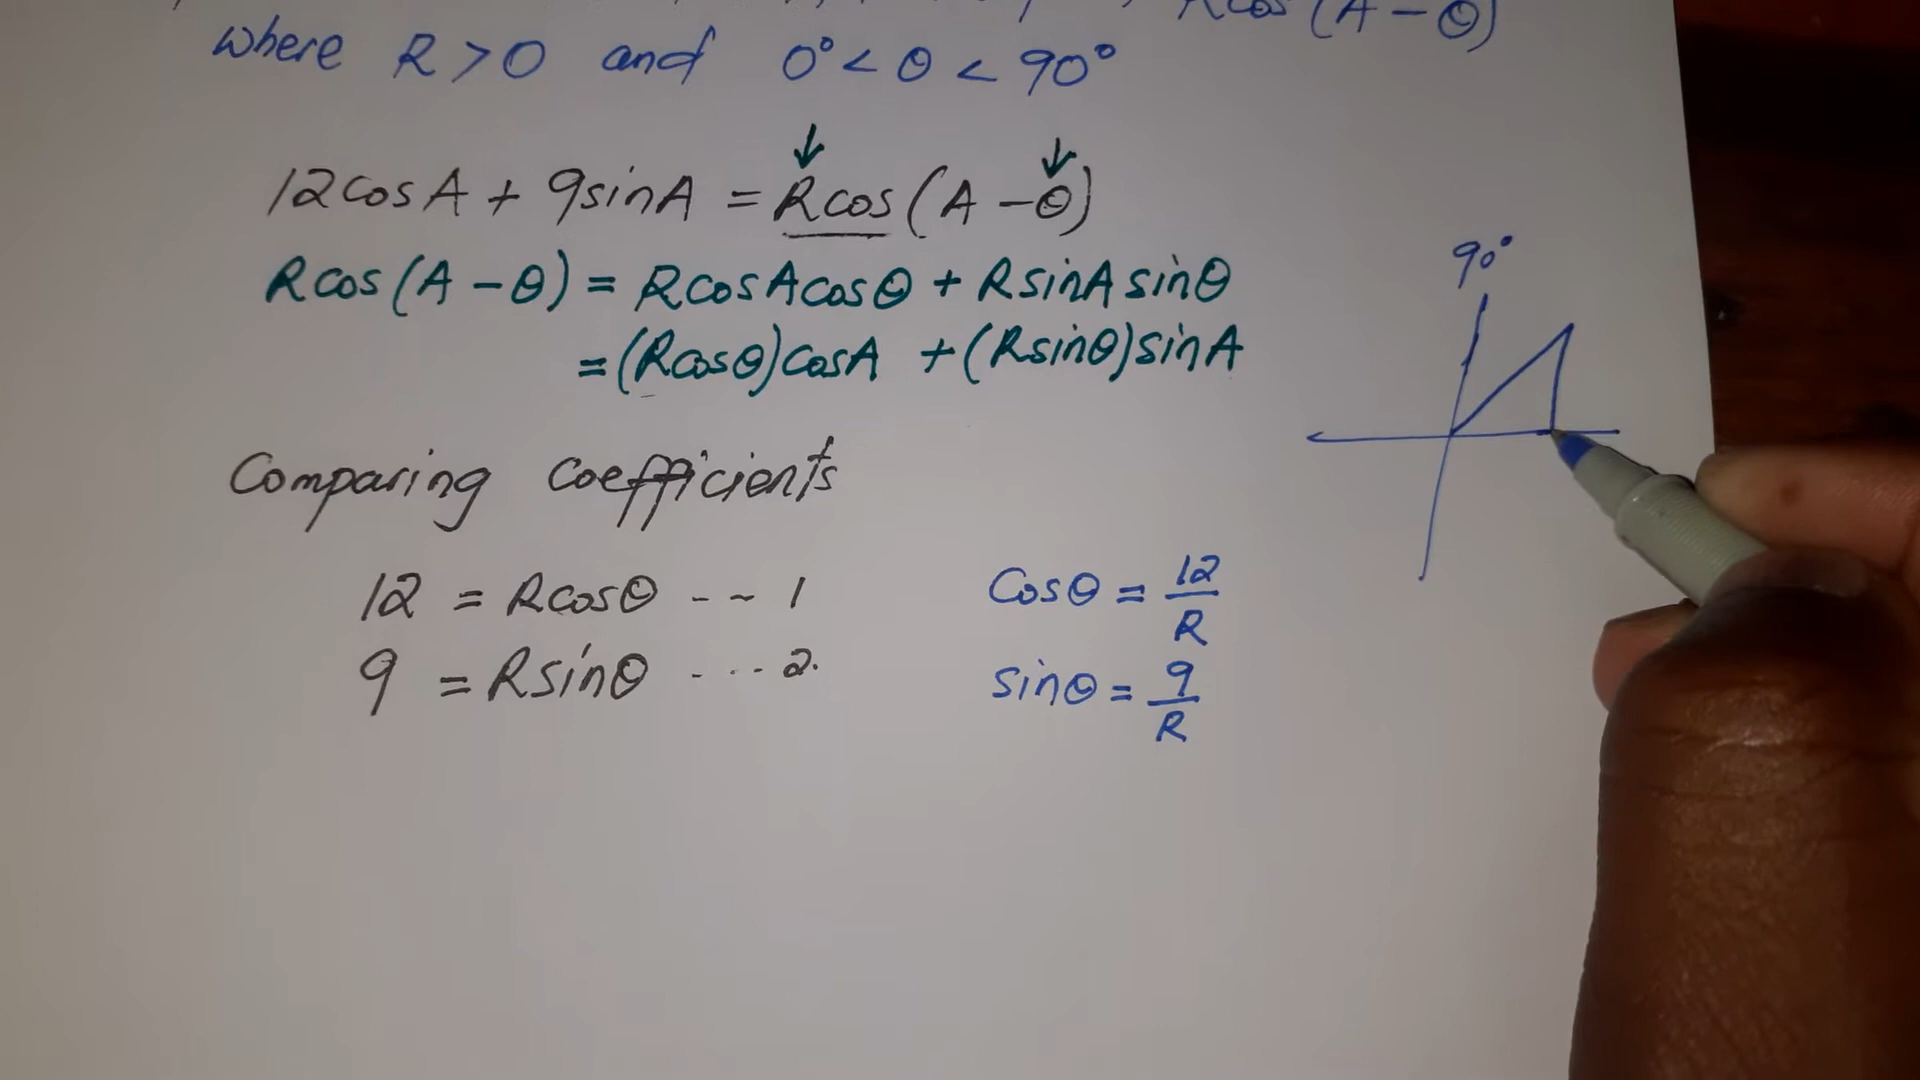 Rcos (A - θ)
where R > 0 and 0° < θ < 90°
12cosA + 9sinA = Rcos (A - θ)
Rcos (A - θ) = RcosAcosθ + RsinAsinθ
= (Rcosθ)cosA + (Rsinθ)sinA
90°
Comparing Coefficients
12 = Rcosθ - - 1
9 = Rsinθ - - - 2.
Cosθ = 12/R
sinθ = 9/R